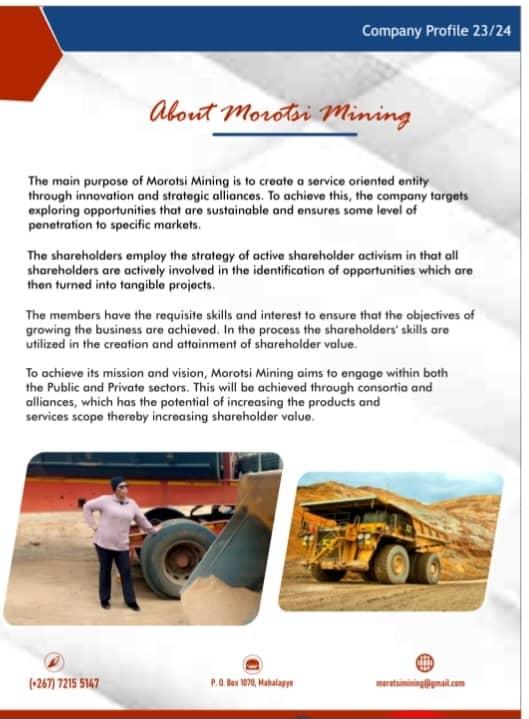 Company Profile 23/24
About Morotsi Mining
The main purpose of Morotsi Mining is to create a service oriented entity
through innovation and strategic alliances. To achieve this, the company targets
exploring opportunities that are sustainable and ensures some level of
penetration to specific markets.
The shareholders employ the strategy of active shareholder activism in that all
shareholders are actively involved in the identification of opportunities which are
then turned into tangible projects.
The members have the requisite skills and interest to ensure that the objectives of
growing the business are achieved. In the process the shareholders' skills are
utilized in the creation and attainment of shareholder value.
To achieve its mission and vision, Morotsi Mining aims to engage within both
the Public and Private sectors. This will be achieved through consortia and
alliances, which has the potential of increasing the products and
services scope thereby increasing shareholder value.
(+267) 7215 5147
P. O. Box 1070, Mahalapye
morotsimining@gmail.com